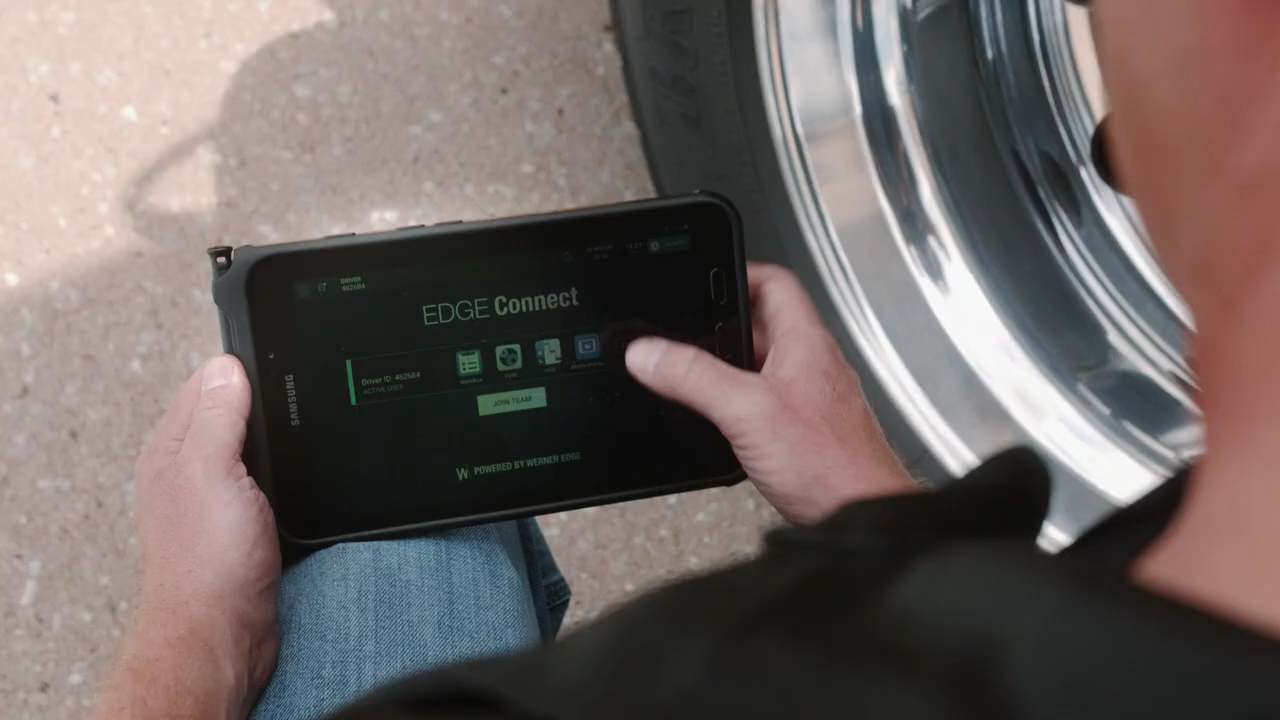 DRIVER
462684
EDGE Connect
Driver ID: 462684
ACTIVE USER
JOIN TEAM
W POWERED BY WERNER EDGE
SAMSUNG